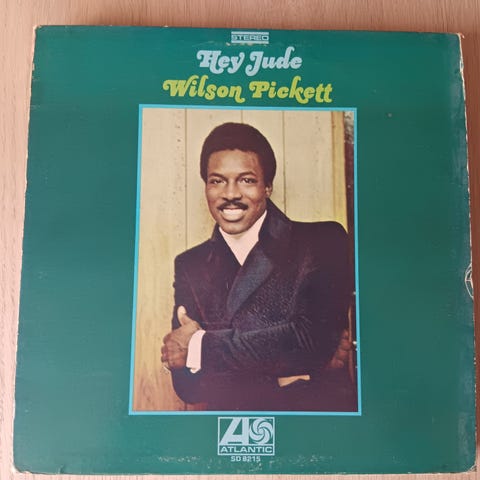 STEREO
Hey Jude
Wilson Pickett
ATLANTIC
SD 8215